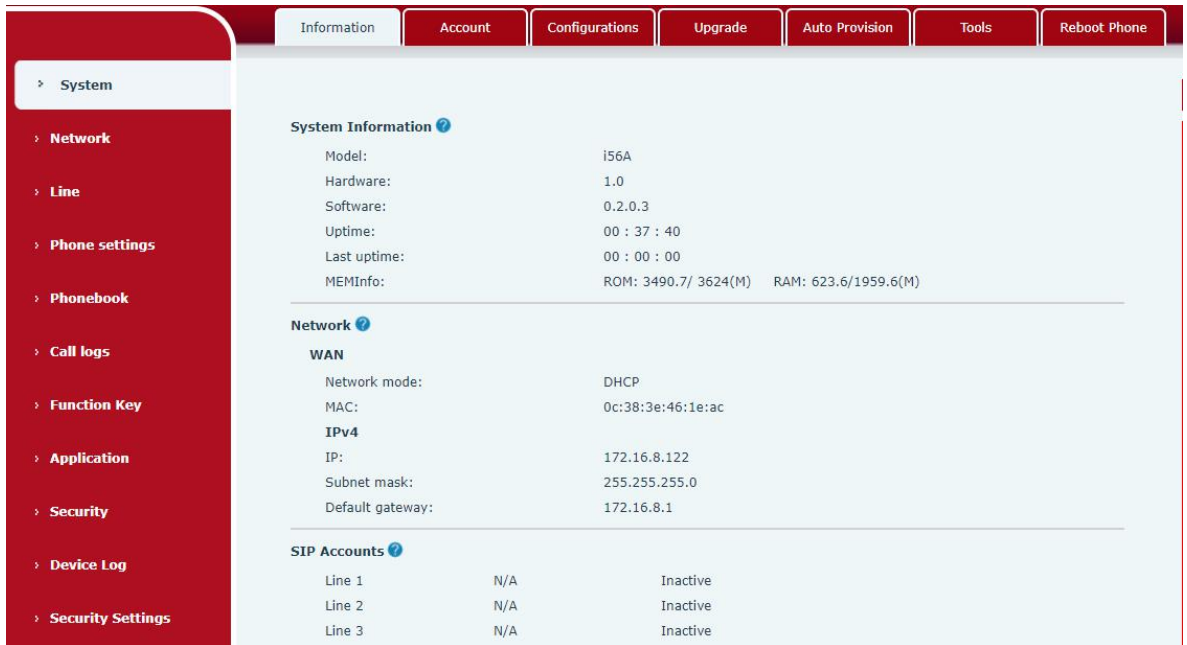 Information Account Configurations Upgrade Auto Provision Tools Reboot Phone
› System
› Network
› Line
› Phone settings
› Phonebook
› Call logs
› Function Key
› Application
› Security
› Device Log
› Security Settings
System Information ?
Model: i56A
Hardware: 1.0
Software: 0.2.0.3
Uptime: 00 : 37 : 40
Last uptime: 00 : 00 : 00
MEMInfo: ROM: 3490.7/ 3624(M) RAM: 623.6/1959.6(M)
Network ?
WAN
Network mode: DHCP
MAC: 0c:38:3e:46:1e:ac
IPv4
IP: 172.16.8.122
Subnet mask: 255.255.255.0
Default gateway: 172.16.8.1
SIP Accounts ?
Line 1 N/A Inactive
Line 2 N/A Inactive
Line 3 N/A Inactive